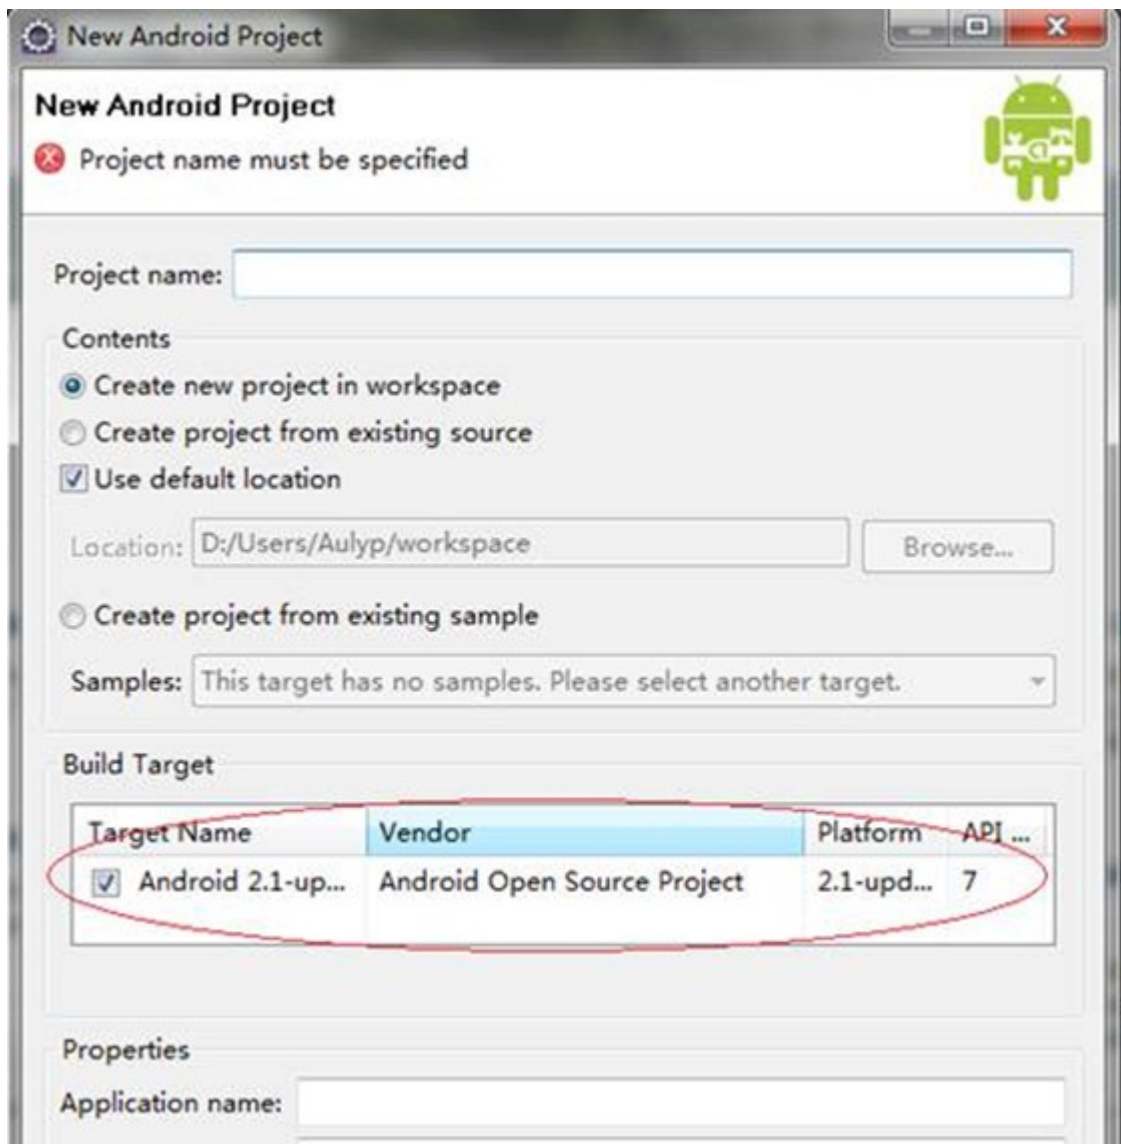 New Android Project
New Android Project
Project name must be specified
Project name:
Contents
Create new project in workspace
Create project from existing source
Use default location
Location: D:/Users/Aulyp/workspace Browse...
Create project from existing sample
Samples: This target has no samples. Please select another target.
Build Target
Target Name Vendor Platform API ...
Android 2.1-up... Android Open Source Project 2.1-upd... 7
Properties
Application name: